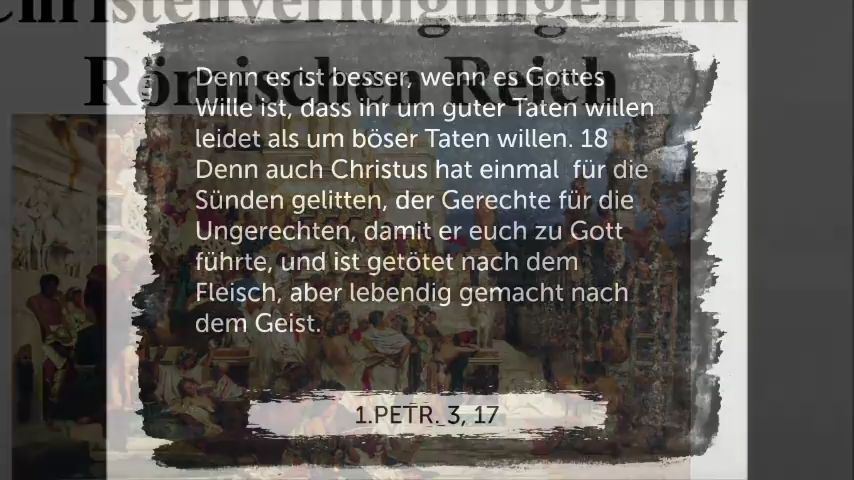 Christenverfolgungen im
Römischen Reich
Denn es ist besser, wenn es Gottes
Wille ist, dass ihr um guter Taten willen
leidet als um böser Taten willen. 18
Denn auch Christus hat einmal für die
Sünden gelitten, der Gerechte für die
Ungerechten, damit er euch zu Gott
führte, und ist getötet nach dem
Fleisch, aber lebendig gemacht nach
dem Geist.
1.PETR. 3, 17